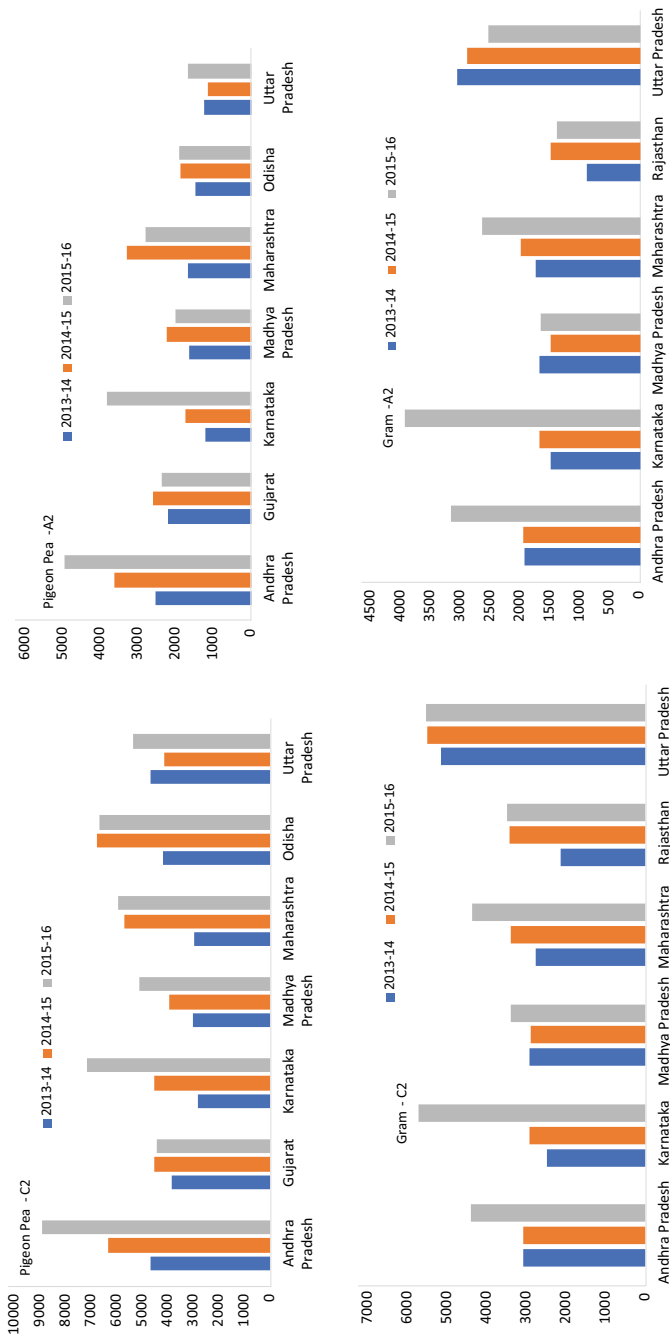 Pigeon Pea - C2
2013-14 2014-15 2015-16
10000
9000
8000
7000
6000
5000
4000
3000
2000
1000
0
Andhra Pradesh
Gujarat
Karnataka
Madhya Pradesh
Maharashtra
Odisha
Uttar Pradesh
Pigeon Pea -A2
2013-14 2014-15 2015-16
6000
5000
4000
3000
2000
1000
0
Andhra Pradesh
Gujarat
Karnataka
Madhya Pradesh
Maharashtra
Odisha
Uttar Pradesh
Gram - C2
2013-14 2014-15 2015-16
7000
6000
5000
4000
3000
2000
1000
0
Andhra Pradesh Karnataka Madhya Pradesh Maharashtra Rajasthan Uttar Pradesh
Gram -A2
2013-14 2014-15 2015-16
4500
4000
3500
3000
2500
2000
1500
1000
500
0
Andhra Pradesh Karnataka Madhya Pradesh Maharashtra Rajasthan Uttar Pradesh